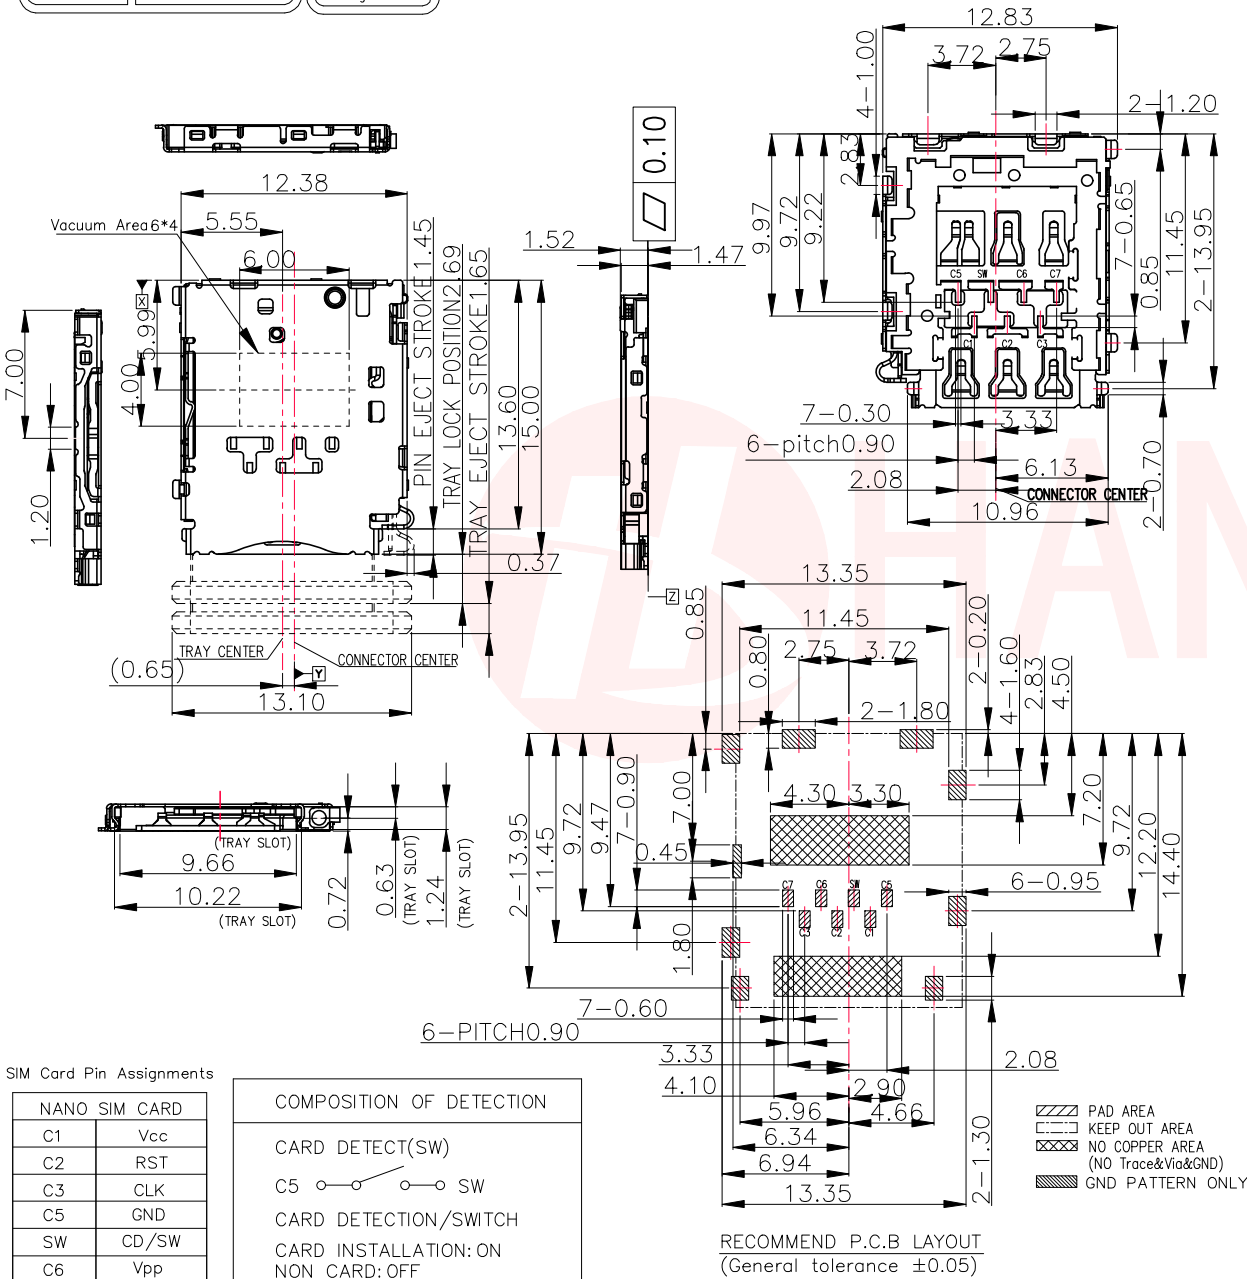 12.83
3.72
2.75
4-1.00
2-1.20
2.83
9.97
9.72
9.22
7-0.65
0.85
11.45
2-13.95
C5 SW C6 C7
C1 C2 C3
7-0.30
3.33
6-pitch0.90
6.13
2.08
CONNECTOR CENTER
10.96
2-0.70
0.10
12.38
Vacuum Area6*4
5.55
6.00
X
5.99
4.00
7.00
1.20
PIN EJECT STROKE1.45
TRAY LOCK POSITION2.69
TRAY EJECT STROKE1.65
13.60
15.00
0.37
TRAY CENTER
CONNECTOR CENTER
(0.65)
Y
13.10
1.52
1.47
Z
HAN
(TRAY SLOT)
9.66
10.22
(TRAY SLOT)
0.72
0.63
(TRAY SLOT)
1.24
(TRAY SLOT)
13.35
0.85
11.45
2-0.20
0.80
2.75
3.72
4-1.60
2.83
4.50
2-1.80
2-13.95
11.45
9.72
9.47
7-0.90
7.00
4.30
3.30
7.20
9.72
12.20
14.40
0.45
6-0.95
C7 C6 SW C5
C3 C2 C1
1.80
7-0.60
6-PITCH0.90
3.33
2.08
4.10
2.90
5.96
4.66
6.34
6.94
2-1.30
13.35
RECOMMEND P.C.B LAYOUT
(General tolerance ±0.05)
PAD AREA
KEEP OUT AREA
NO COPPER AREA
(NO Trace&Via&GND)
GND PATTERN ONLY
SIM Card Pin Assignments
NANO SIM CARD
C1 Vcc
C2 RST
C3 CLK
C5 GND
SW CD/SW
C6 Vpp
COMPOSITION OF DETECTION
CARD DETECT(SW)
C5 SW
CARD DETECTION/SWITCH
CARD INSTALLATION:ON
NON CARD:OFF